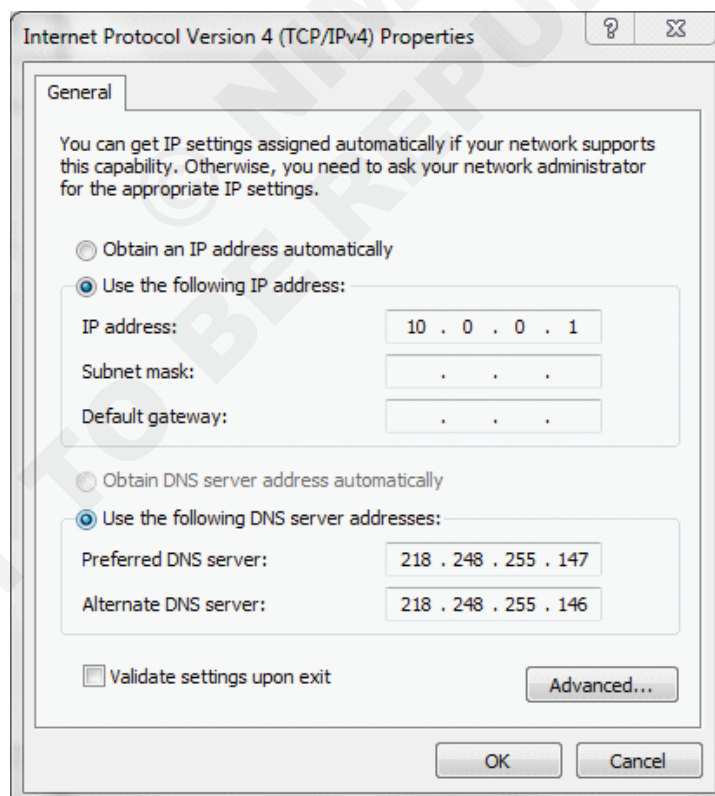 Internet Protocol Version 4 (TCP/IPv4) Properties
General
You can get IP settings assigned automatically if your network supports
this capability. Otherwise, you need to ask your network administrator
for the appropriate IP settings.
Obtain an IP address automatically
Use the following IP address:
IP address: 10 . 0 . 0 . 1
Subnet mask: . . .
Default gateway: . . .
Obtain DNS server address automatically
Use the following DNS server addresses:
Preferred DNS server: 218 . 248 . 255 . 147
Alternate DNS server: 218 . 248 . 255 . 146
Validate settings upon exit
Advanced...
OK Cancel
© NIM
TO BE REPU